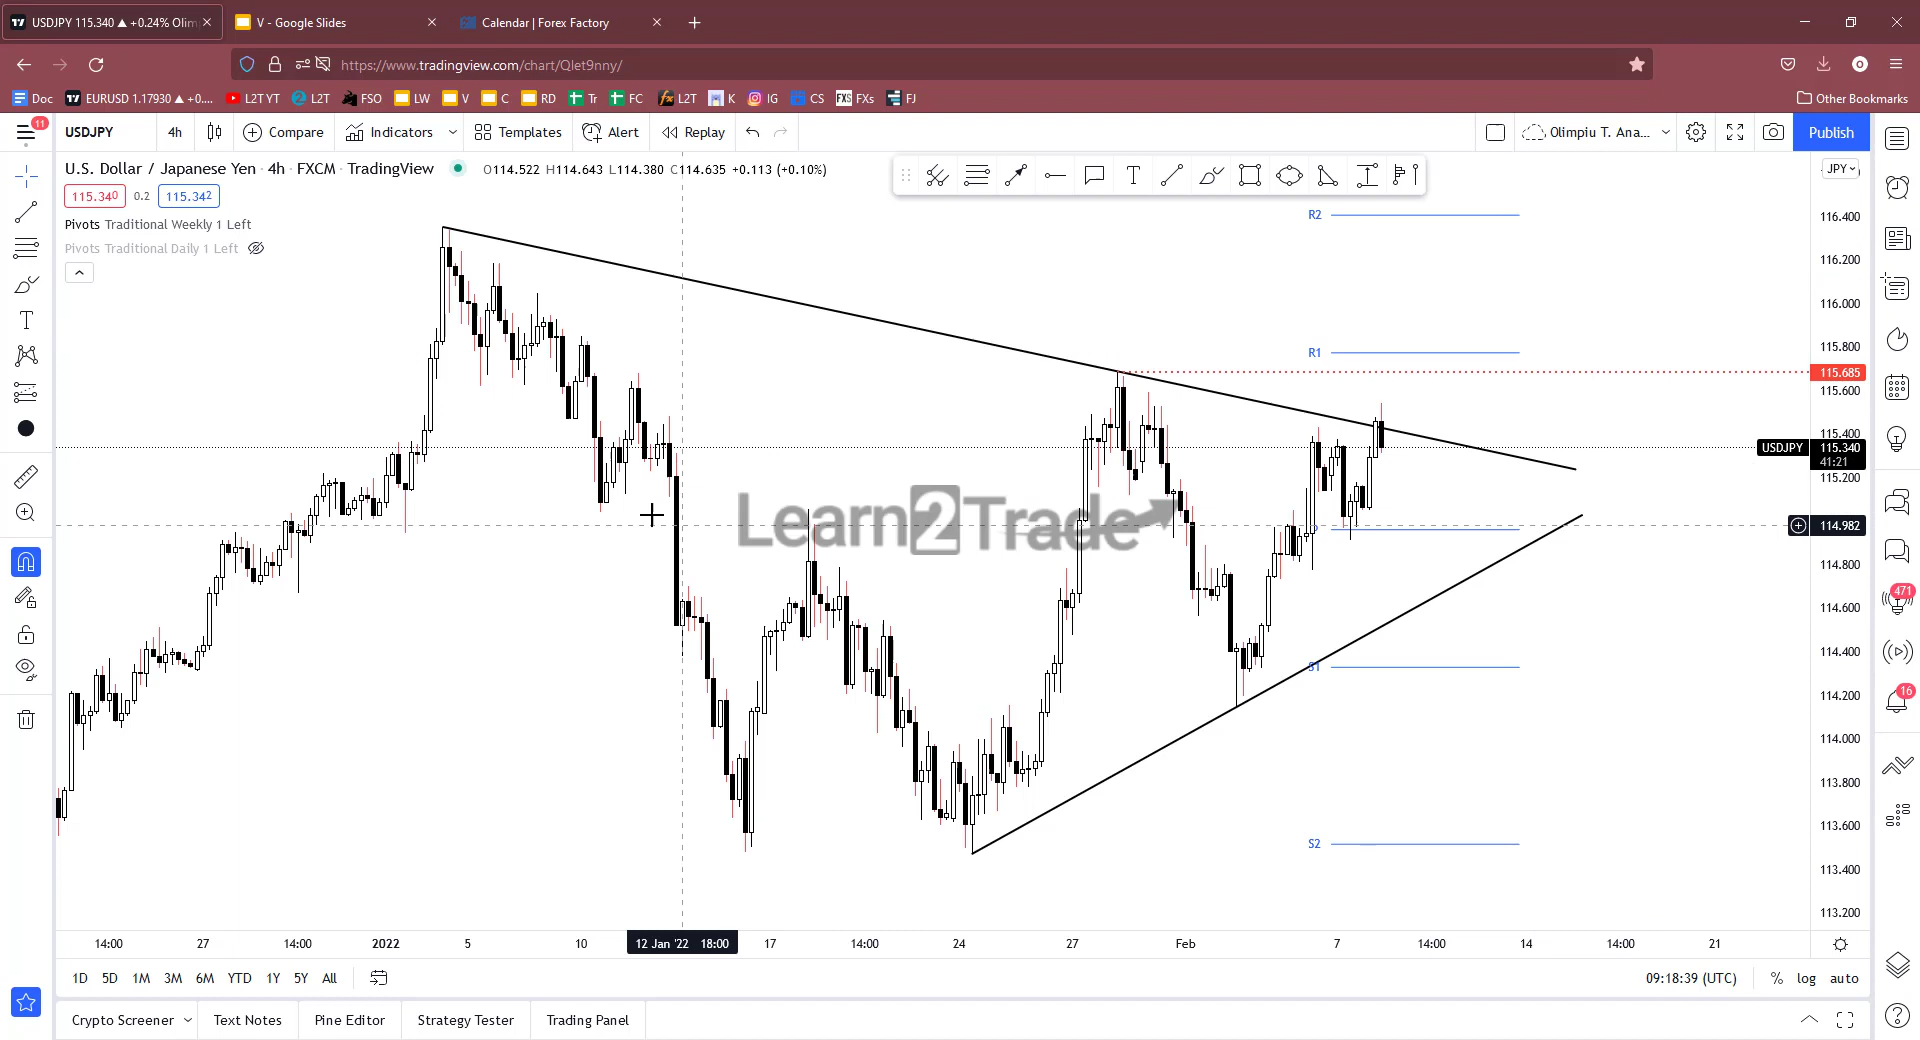 USDJPY 115.340 ▲ +0.24% Olim
V - Google Slides
Calendar | Forex Factory
https://www.tradingview.com/chart/Qlet9nny/
Doc
EURUSD 1.17930 ▲ +0....
L2T YT
L2T
FSO
LW
V
C
RD
Tr
FC
L2T
K
IG
CS
FXs
FJ
Other Bookmarks
11
USDJPY
4h
Compare
Indicators
Templates
Alert
Replay
Olimpiu T. Ana...
Publish
U.S. Dollar / Japanese Yen · 4h · FXCM · TradingView
O114.522 H114.643 L114.380 C114.635 +0.113 (+0.10%)
JPY
115.340
0.2
115.342
Pivots Traditional Weekly 1 Left
Pivots Traditional Daily 1 Left
R2
R1
P
S1
S2
Learn2Trade
116.400
116.200
116.000
115.800
115.685
115.600
115.400
USDJPY
115.340
41:21
115.200
114.982
114.800
114.600
114.400
114.200
114.000
113.800
113.600
113.400
113.200
471
16
14:00
27
14:00
2022
5
10
12 Jan '22 18:00
17
14:00
24
27
Feb
7
14:00
14
14:00
21
1D
5D
1M
3M
6M
YTD
1Y
5Y
All
09:18:39 (UTC)
%
log
auto
Crypto Screener
Text Notes
Pine Editor
Strategy Tester
Trading Panel